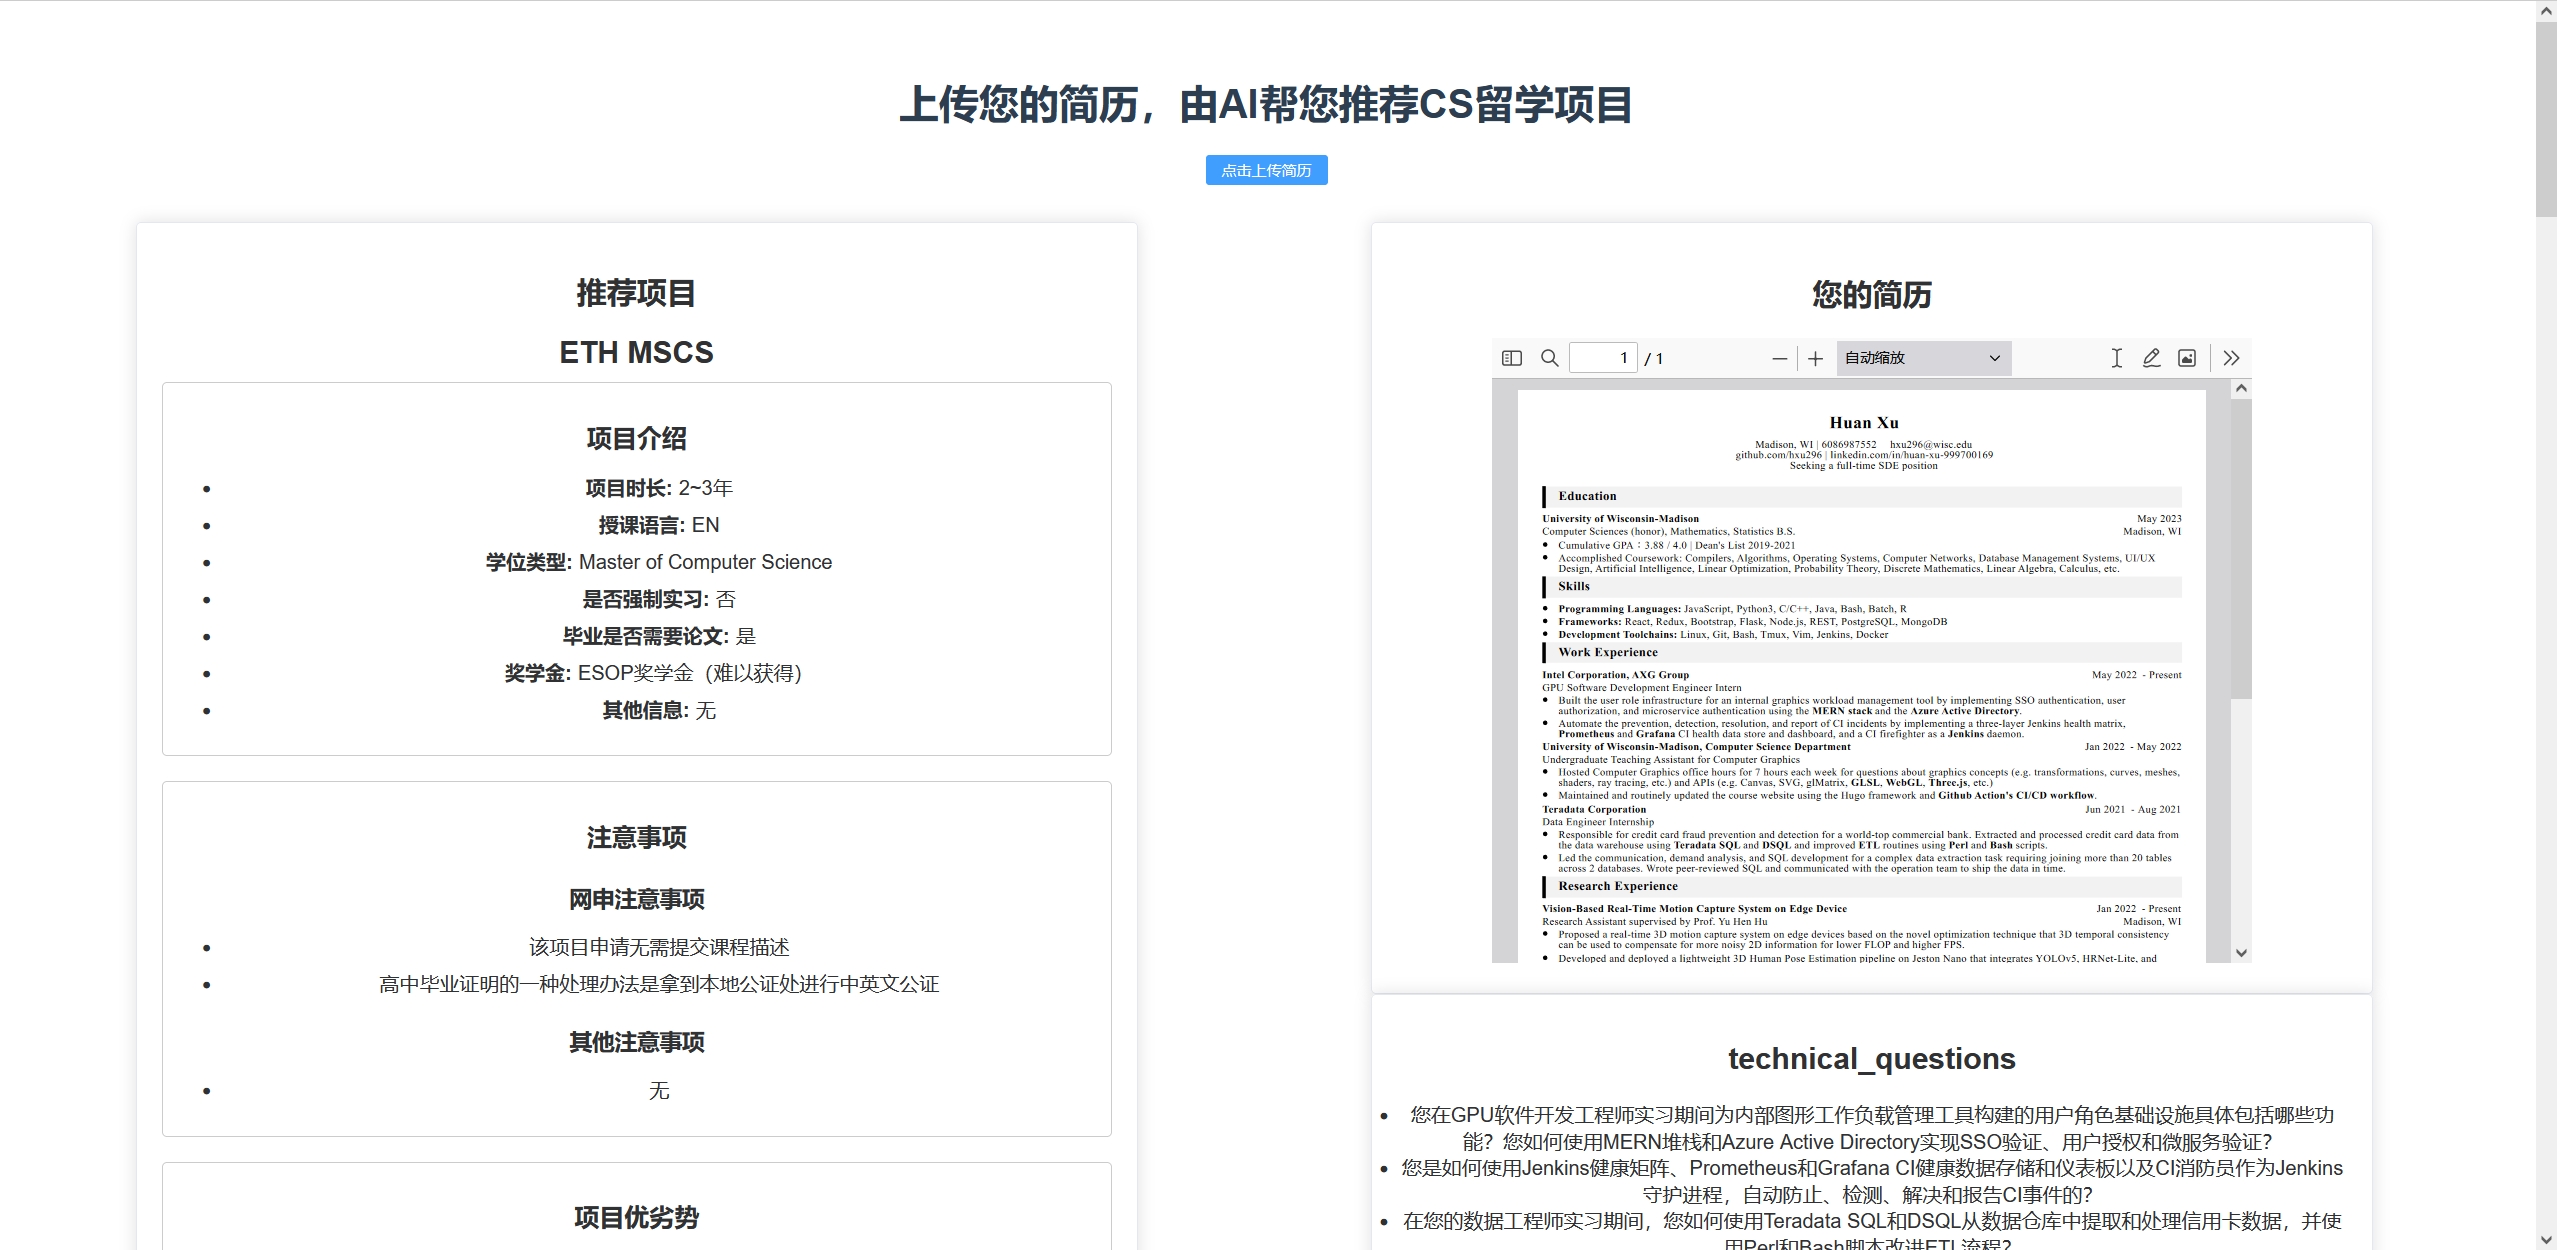 上传您的简历，由AI帮您推荐CS留学项目
点击上传简历
推荐项目
ETH MSCS
项目介绍
项目时长: 2~3年
授课语言: EN
学位类型: Master of Computer Science
是否强制实习: 否
毕业是否需要论文: 是
奖学金: ESOP奖学金（难以获得）
其他信息: 无
注意事项
网申注意事项
该项目申请无需提交课程描述
高中毕业证明的一种处理办法是拿到本地公证处进行中英文公证
其他注意事项
无
项目优劣势
您的简历
1 / 1 自动缩放
Huan Xu
Madison, WI | 6086987552 hxu296@wisc.edu
github.com/hxu296 | linkedin.com/in/huan-xu-999700169
Seeking a full-time SDE position
Education
University of Wisconsin-Madison May 2023
Computer Sciences (honor), Mathematics, Statistics B.S. Madison, WI
Cumulative GPA : 3.88 / 4.0 | Dean's List 2019-2021
Accomplished Coursework: Compilers, Algorithms, Operating Systems, Computer Networks, Database Management Systems, UI/UX
Design, Artificial Intelligence, Linear Optimization, Probability Theory, Discrete Mathematics, Linear Algebra, Calculus, etc.
Skills
Programming Languages: JavaScript, Python3, C/C++, Java, Bash, Batch, R
Frameworks: React, Redux, Bootstrap, Flask, Node.js, REST, PostgreSQL, MongoDB
Development Toolchains: Linux, Git, Bash, Tmux, Vim, Jenkins, Docker
Work Experience
Intel Corporation, AXG Group May 2022 - Present
GPU Software Development Engineer Intern
Built the user role infrastructure for an internal graphics workload management tool by implementing SSO authentication, user
authorization, and microservice authentication using the MERN stack and the Azure Active Directory.
Automate the prevention, detection, resolution, and report of CI incidents by implementing a three-layer Jenkins health matrix,
Prometheus and Grafana CI health data store and dashboard, and a CI firefighter as a Jenkins daemon.
University of Wisconsin-Madison, Computer Science Department Jan 2022 - May 2022
Undergraduate Teaching Assistant for Computer Graphics
Hosted Computer Graphics office hours for 7 hours each week for questions about graphics concepts (e.g. transformations, curves, meshes,
shaders, ray tracing, etc.) and APIs (e.g. Canvas, SVG, glMatrix, GLSL, WebGL, Three.js, etc.)
Maintained and routinely updated the course website using the Hugo framework and Github Action's CI/CD workflow.
Teradata Corporation Jun 2021 - Aug 2021
Data Engineer Internship
Responsible for credit card fraud prevention and detection for a world-top commercial bank. Extracted and processed credit card data from
the data warehouse using Teradata SQL and DSQL and improved ETL routines using Perl and Bash scripts.
Led the communication, demand analysis, and SQL development for a complex data extraction task requiring joining more than 20 tables
across 2 databases. Wrote peer-reviewed SQL and communicated with the operation team to ship the data in time.
Research Experience
Vision-Based Real-Time Motion Capture System on Edge Device Jan 2022 - Present
Research Assistant supervised by Prof. Yu Hen Hu Madison, WI
Proposed a real-time 3D motion capture system on edge devices based on the novel optimization technique that 3D temporal consistency
can be used to compensate for more noisy 2D information for lower FLOP and higher FPS.
Developed and deployed a lightweight 3D Human Pose Estimation pipeline on Jeston Nano that integrates YOLOv5, HRNet-Lite, and
technical_questions
您在GPU软件开发工程师实习期间为内部图形工作负载管理工具构建的用户角色基础设施具体包括哪些功
能？您如何使用MERN堆栈和Azure Active Directory实现SSO验证、用户授权和微服务验证？
您是如何使用Jenkins健康矩阵、Prometheus和Grafana CI健康数据存储和仪表板以及CI消防员作为Jenkins
守护进程，自动防止、检测、解决和报告CI事件的？
在您的数据工程师实习期间，您如何使用Teradata SQL和DSQL从数据仓库中提取和处理信用卡数据，并使
用Perl和Bash脚本改进ETL流程？